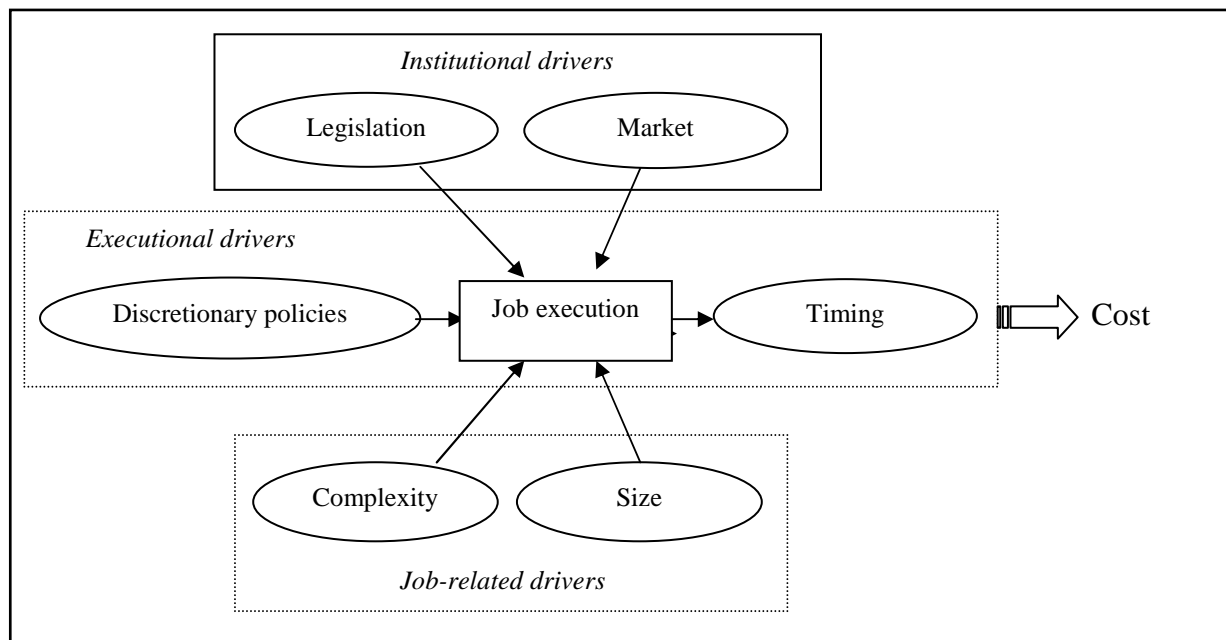 Institutional drivers
Legislation
Market
Executional drivers
Discretionary policies
Job execution
Timing
Cost
Complexity
Size
Job-related drivers